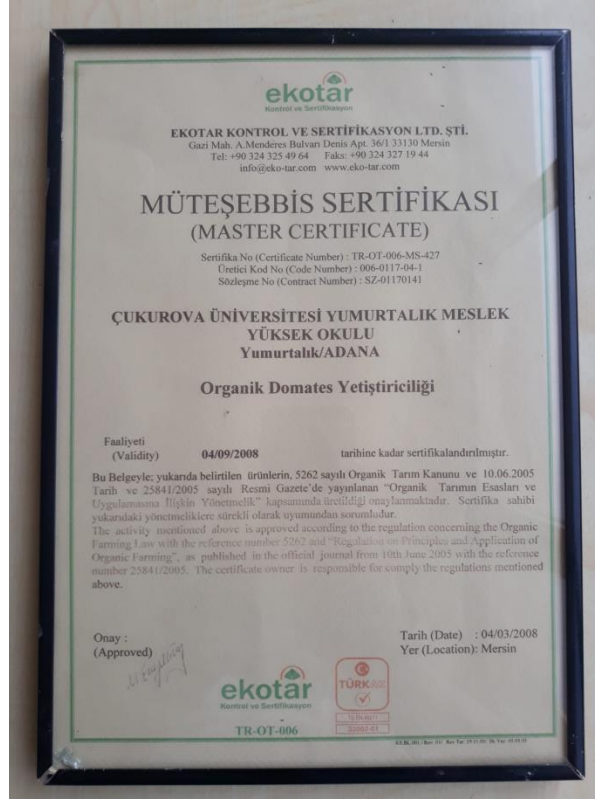 ekotar
Kontrol ve Sertifikasyon
EKOTAR KONTROL VE SERTİFİKASYON LTD. ŞTİ.
Gazi Mah. A.Menderes Bulvarı Denis Apt. 36/1 33130 Mersin
Tel: +90 324 325 49 64 Faks: +90 324 327 19 44
info@eko-tar.com www.eko-tar.com
MÜTEŞEBBİS SERTİFİKASI
(MASTER CERTIFICATE)
Sertifika No (Certificate Number) : TR-OT-006-MS-427
Üretici Kod No (Code Number) : 006-0117-04-1
Sözleşme No (Contract Number) : SZ-01170141
ÇUKUROVA ÜNİVERSİTESİ YUMURTALIK MESLEK
YÜKSEK OKULU
Yumurtalık/ADANA
Organik Domates Yetiştiriciliği
Faaliyeti
(Validity) 04/09/2008 tarihine kadar sertifikalandırılmıştır.
Bu Belgeyle; yukarıda belirtilen ürünlerin, 5262 sayılı Organik Tarım Kanunu ve 10.06.2005
Tarih ve 25841/2005 sayılı Resmi Gazete'de yayınlanan "Organik Tarımın Esasları ve
Uygulamasına İlişkin Yönetmelik" kapsamında üretildiği onaylanmaktadır. Sertifika sahibi
yukarıdaki yönetmeliklere sürekli olarak uyumundan sorumludur.
The activity mentioned above is approved according to the regulation concerning the Organic
Farming Law with the reference number 5262 and "Regulation on Principles and Application of
Organic Farming", as published in the official journal from 10th June 2005 with the reference
number 25841/2005. The certificate owner is responsible for comply the regulations mentioned
above.
Onay :
(Approved)
Tarih (Date) : 04/03/2008
Yer (Location): Mersin
ekotar
Kontrol ve Sertifikasyon
TR-OT-006
TÜRKAK